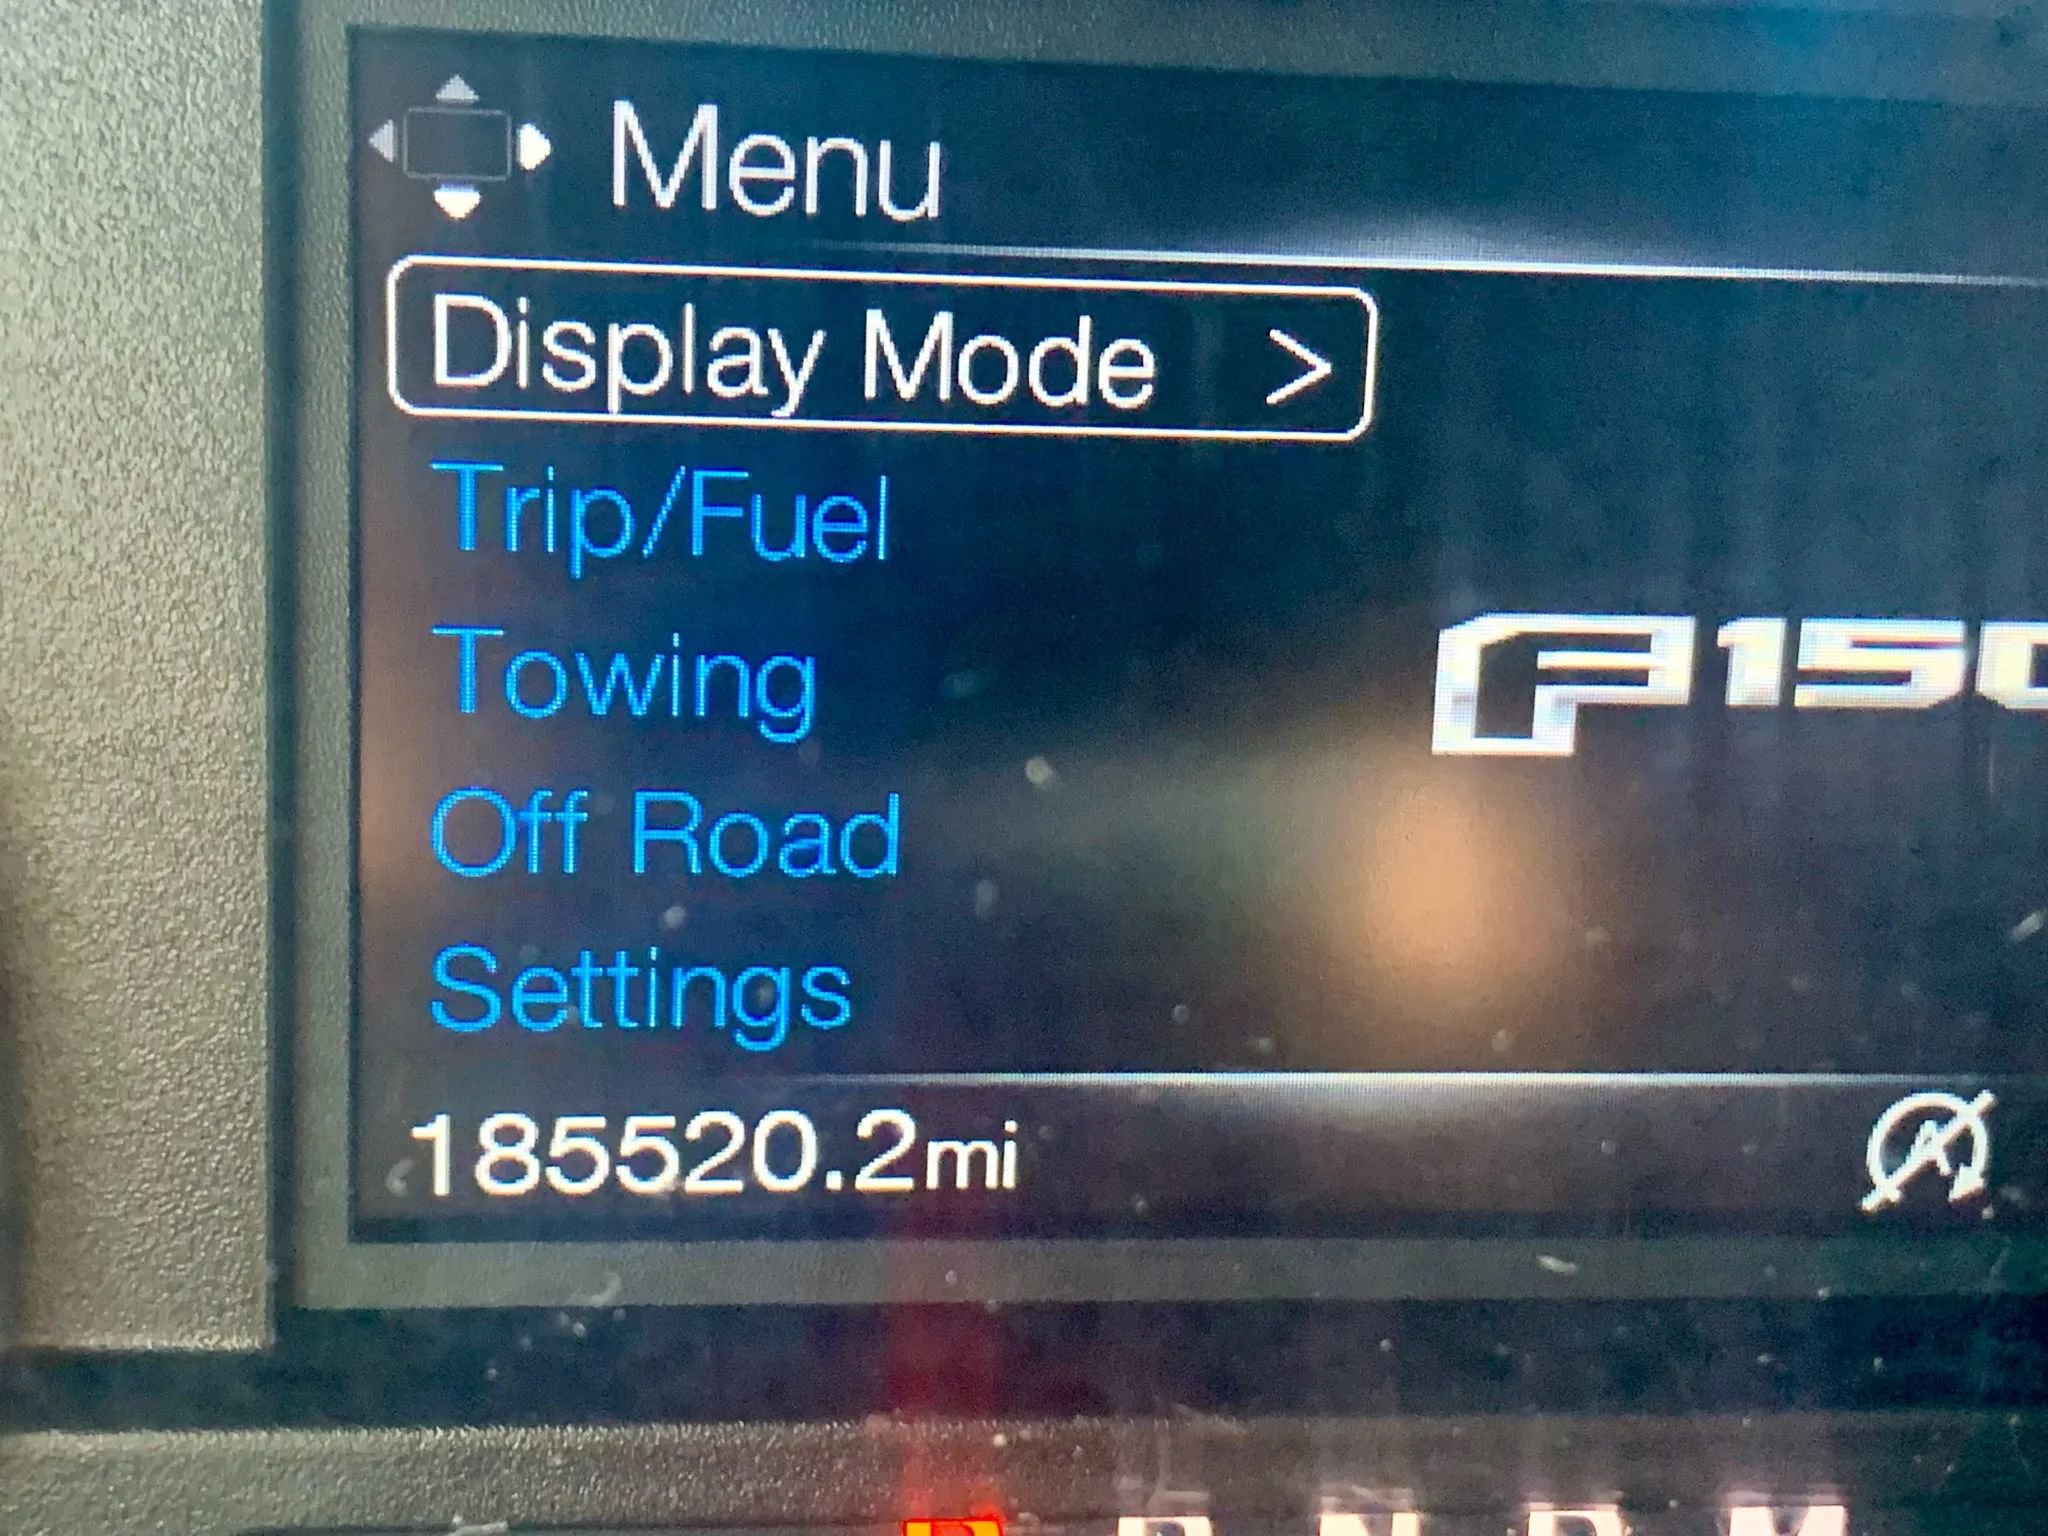 Menu
Display Mode >
Trip/Fuel
Towing
Off Road
Settings
F150
185520.2mi
A
P R N D M